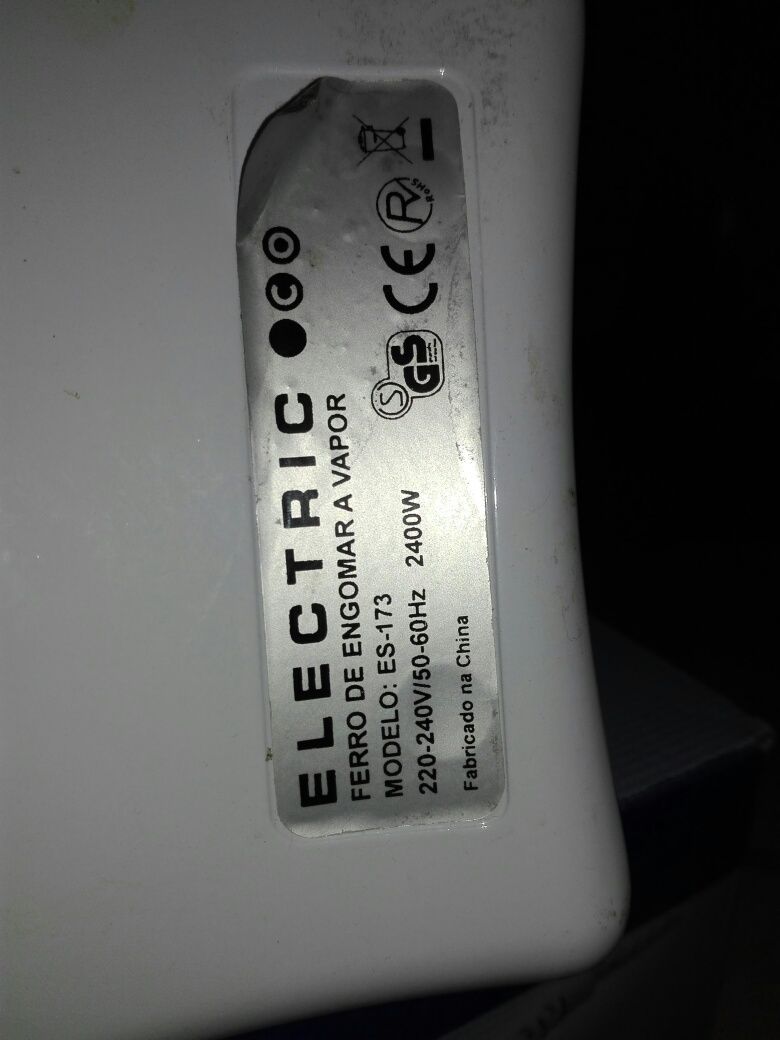 ELECTRIC CO
FERRO DE ENGOMAR A VAPOR
MODELO: ES-173
220-240V/50-60Hz 2400W
Fabricado na China
S GS CE R RoHS